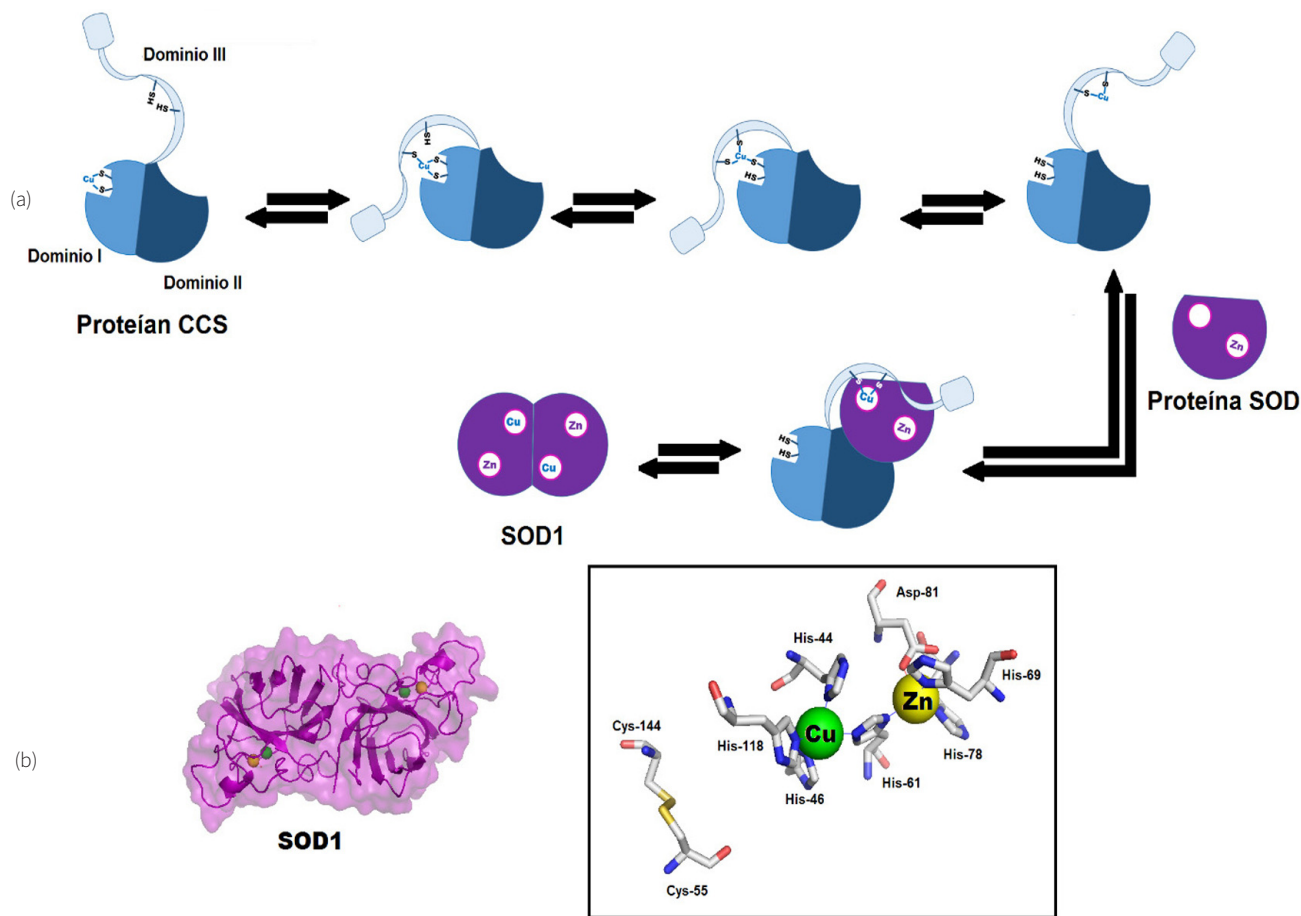 (a)
Dominio III
HS
HS
Cu
S
S
Dominio I
Dominio II
Proteían CCS
HS
S
Cu
S
S
S
Cu
S
S
HS
S
S
Cu
HS
HS
Zn
Proteína SOD
S
S
Cu
Zn
HS
HS
Cu
Zn
Zn
Cu
SOD1
(b)
SOD1
Asp-81
His-44
His-69
Zn
Cys-144
Cu
His-118
His-78
His-61
His-46
Cys-55